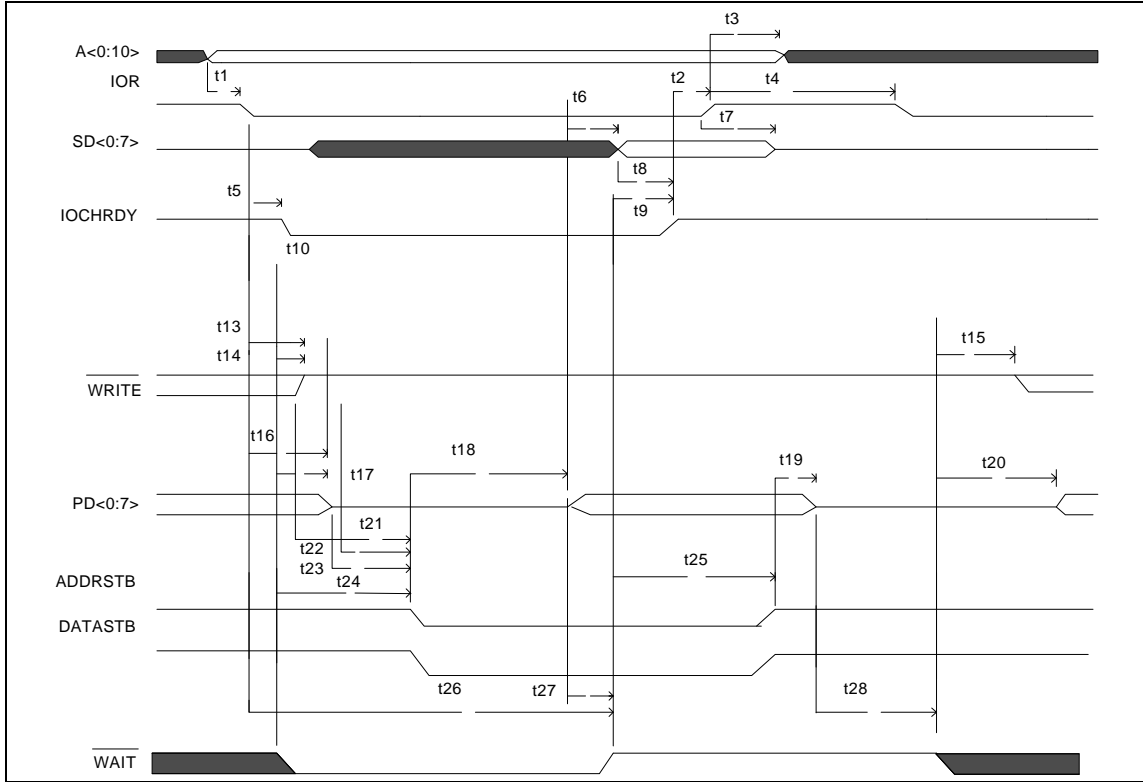 t3
A<0:10>
IOR
t1
t2
t4
t6
t7
SD<0:7>
t8
t5
t9
IOCHRDY
t10
t13
t14
t15
WRITE
t16
t18
t17
t19
t20
PD<0:7>
t21
t22
t23
t24
t25
ADDRSTB
DATASTB
t26
t27
t28
WAIT